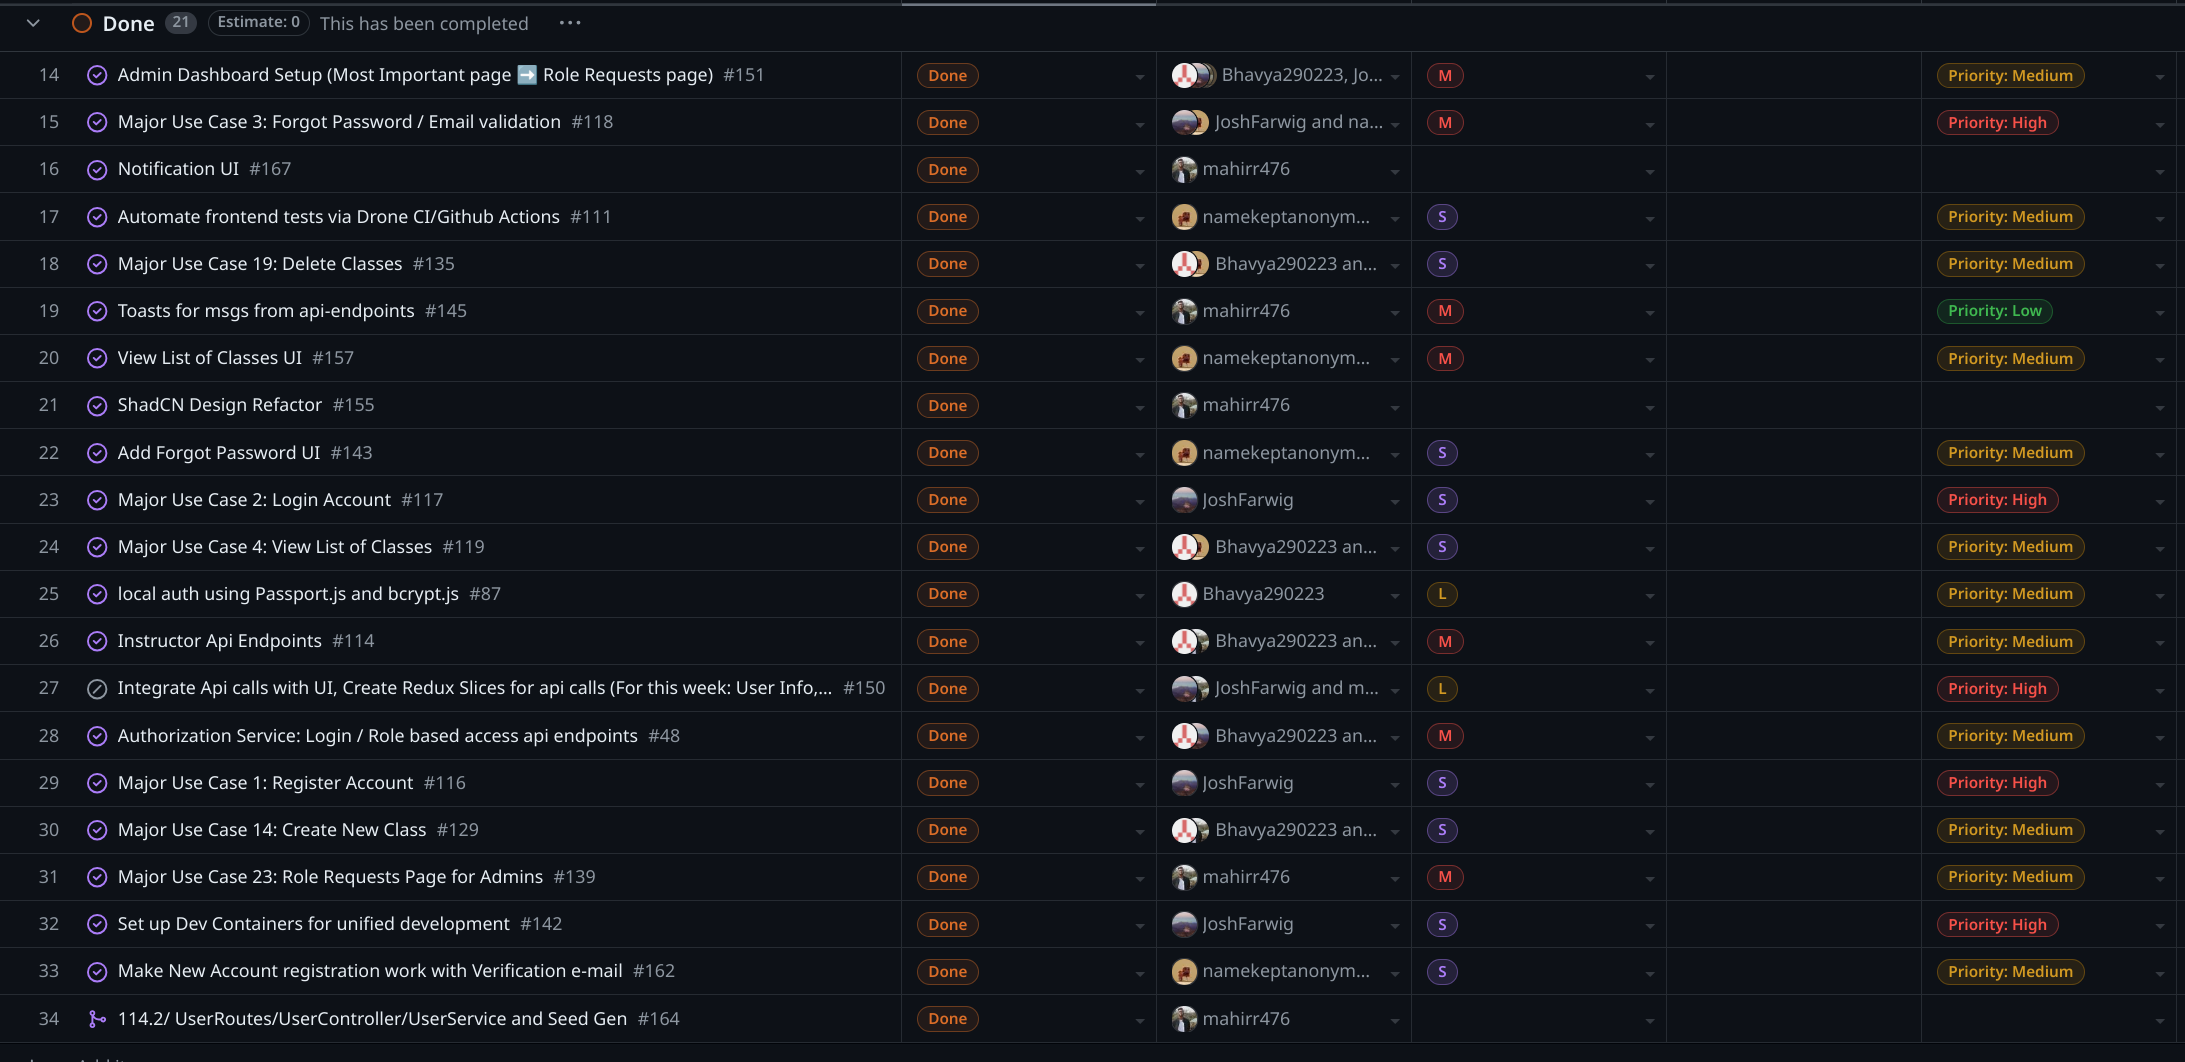 Done 21 Estimate: 0 This has been completed ...
14 Admin Dashboard Setup (Most Important page ➡ Role Requests page) #151 Done Bhavya290223, Jo... M Priority: Medium
15 Major Use Case 3: Forgot Password / Email validation #118 Done JoshFarwig and na... M Priority: High
16 Notification UI #167 Done mahirr476
17 Automate frontend tests via Drone CI/Github Actions #111 Done namekeptanonym... S Priority: Medium
18 Major Use Case 19: Delete Classes #135 Done Bhavya290223 an... S Priority: Medium
19 Toasts for msgs from api-endpoints #145 Done mahirr476 M Priority: Low
20 View List of Classes UI #157 Done namekeptanonym... M Priority: Medium
21 ShadCN Design Refactor #155 Done mahirr476
22 Add Forgot Password UI #143 Done namekeptanonym... S Priority: Medium
23 Major Use Case 2: Login Account #117 Done JoshFarwig S Priority: High
24 Major Use Case 4: View List of Classes #119 Done Bhavya290223 an... S Priority: Medium
25 local auth using Passport.js and bcrypt.js #87 Done Bhavya290223 L Priority: Medium
26 Instructor Api Endpoints #114 Done Bhavya290223 an... M Priority: Medium
27 Integrate Api calls with UI, Create Redux Slices for api calls (For this week: User Info,... #150 Done JoshFarwig and m... L Priority: High
28 Authorization Service: Login / Role based access api endpoints #48 Done Bhavya290223 an... M Priority: Medium
29 Major Use Case 1: Register Account #116 Done JoshFarwig S Priority: High
30 Major Use Case 14: Create New Class #129 Done Bhavya290223 an... S Priority: Medium
31 Major Use Case 23: Role Requests Page for Admins #139 Done mahirr476 M Priority: Medium
32 Set up Dev Containers for unified development #142 Done JoshFarwig S Priority: High
33 Make New Account registration work with Verification e-mail #162 Done namekeptanonym... S Priority: Medium
34 114.2/ UserRoutes/UserController/UserService and Seed Gen #164 Done mahirr476